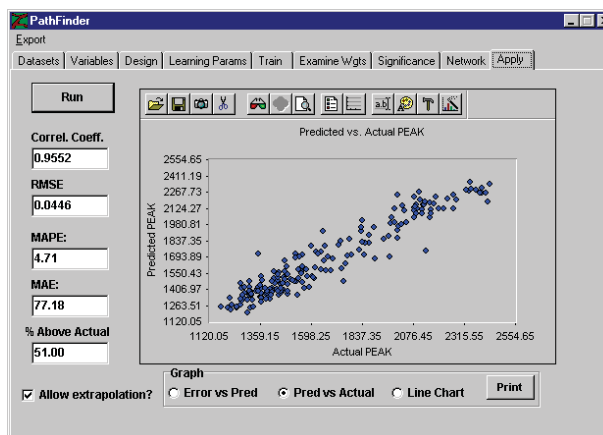 PathFinder
Export
Datasets Variables Design Learning Params Train Examine Wgts Significance Network Apply
Run
Correl. Coeff.
0.9552
RMSE
0.0446
MAPE:
4.71
MAE:
77.18
% Above Actual
51.00
Allow extrapolation?
ab
Predicted vs. Actual PEAK
Predicted PEAK
2554.65
2411.19
2267.73
2124.27
1980.81
1837.35
1693.89
1550.43
1406.97
1263.51
1120.05
1120.05 1359.15 1598.25 1837.35 2076.45 2315.55 2554.65
Actual PEAK
Graph
Error vs Pred Pred vs Actual Line Chart
Print